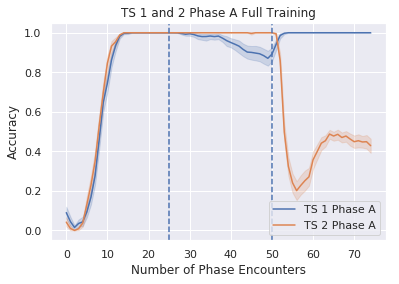 TS 1 and 2 Phase A Full Training
Accuracy
1.0
0.8
0.6
0.4
0.2
0.0
TS 1 Phase A
TS 2 Phase A
0 10 20 30 40 50 60 70
Number of Phase Encounters